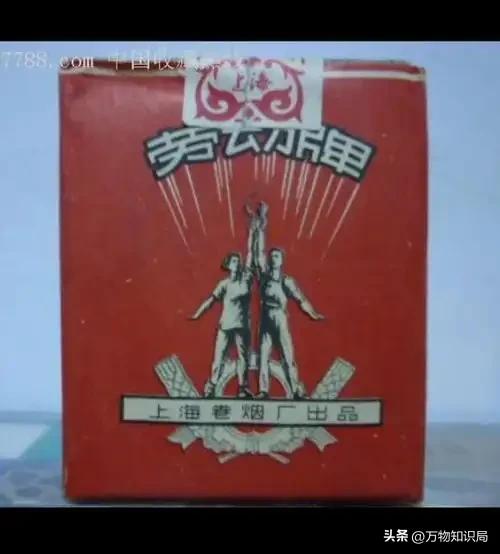 7788.com 中国收藏
上海
劳动牌
上海卷烟厂出品
头条 @万物知识局